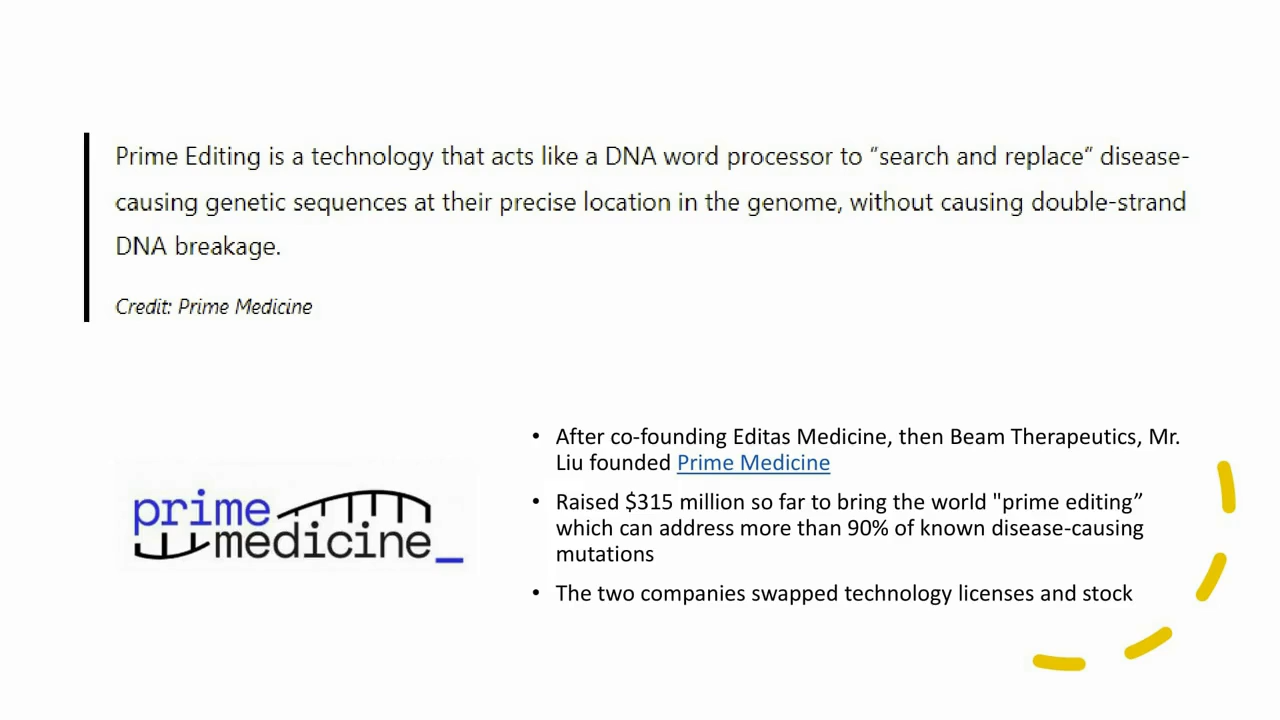 Prime Editing is a technology that acts like a DNA word processor to “search and replace” disease-
causing genetic sequences at their precise location in the genome, without causing double-strand
DNA breakage.
Credit: Prime Medicine
prime
medicine_
• After co-founding Editas Medicine, then Beam Therapeutics, Mr.
Liu founded Prime Medicine
• Raised $315 million so far to bring the world "prime editing”
which can address more than 90% of known disease-causing
mutations
• The two companies swapped technology licenses and stock